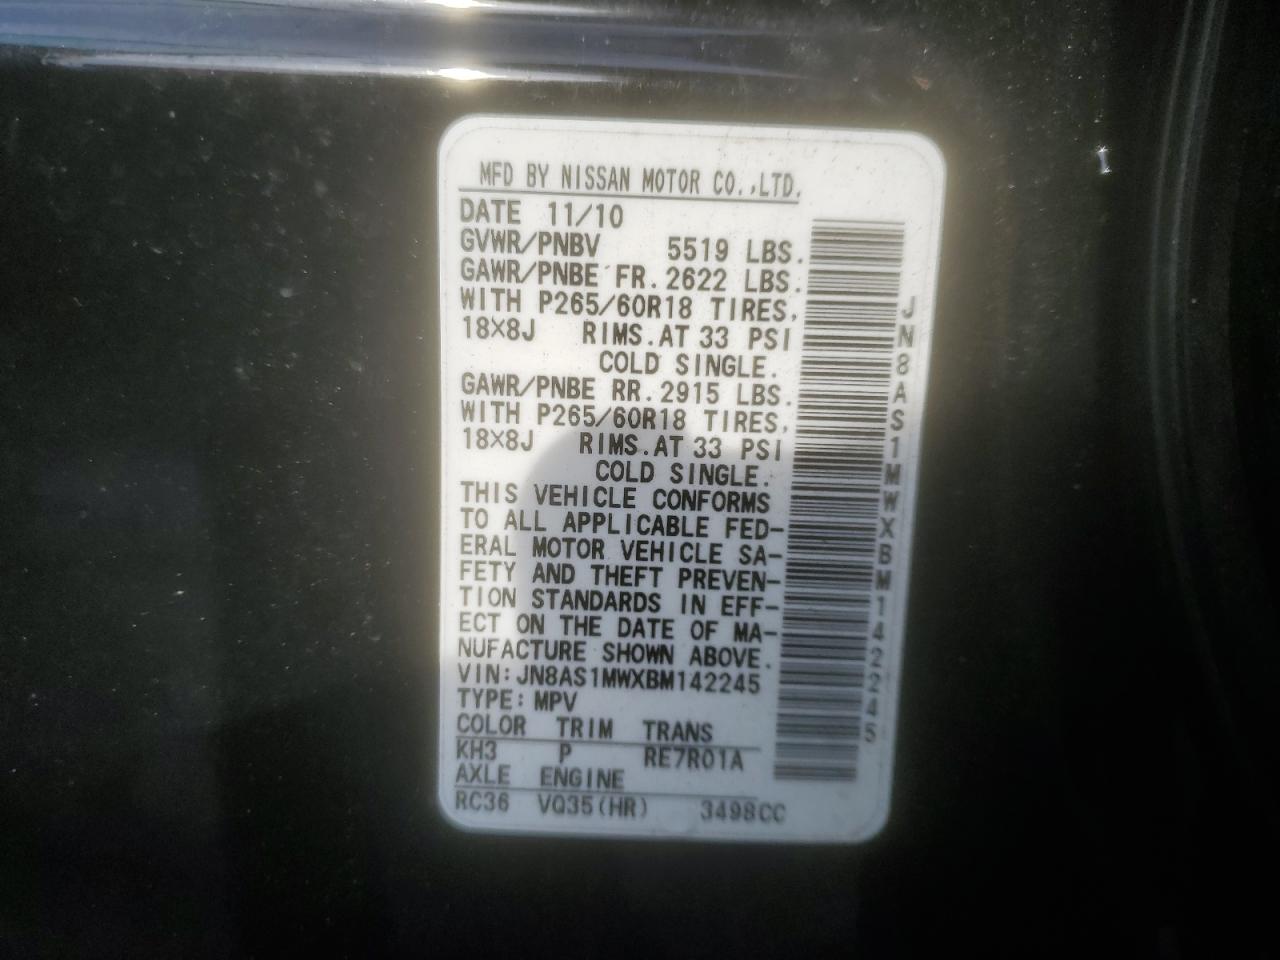 MFD BY NISSAN MOTOR CO.,LTD.
DATE 11/10
GVWR/PNBV 5519 LBS.
GAWR/PNBE FR.2622 LBS.
WITH P265/60R18 TIRES,
18X8J RIMS.AT 33 PSI
COLD SINGLE.
GAWR/PNBE RR.2915 LBS.
WITH P265/60R18 TIRES,
18X8J RIMS.AT 33 PSI
COLD SINGLE.
THIS VEHICLE CONFORMS
TO ALL APPLICABLE FED-
ERAL MOTOR VEHICLE SA-
FETY AND THEFT PREVEN-
TION STANDARDS IN EFF-
ECT ON THE DATE OF MA-
NUFACTURE SHOWN ABOVE.
VIN:JN8AS1MWXBM142245
TYPE:MPV
COLOR TRIM TRANS
KH3 P RE7R01A
AXLE ENGINE
RC36 VQ35(HR) 3498CC
JN8AS1MWXBM142245